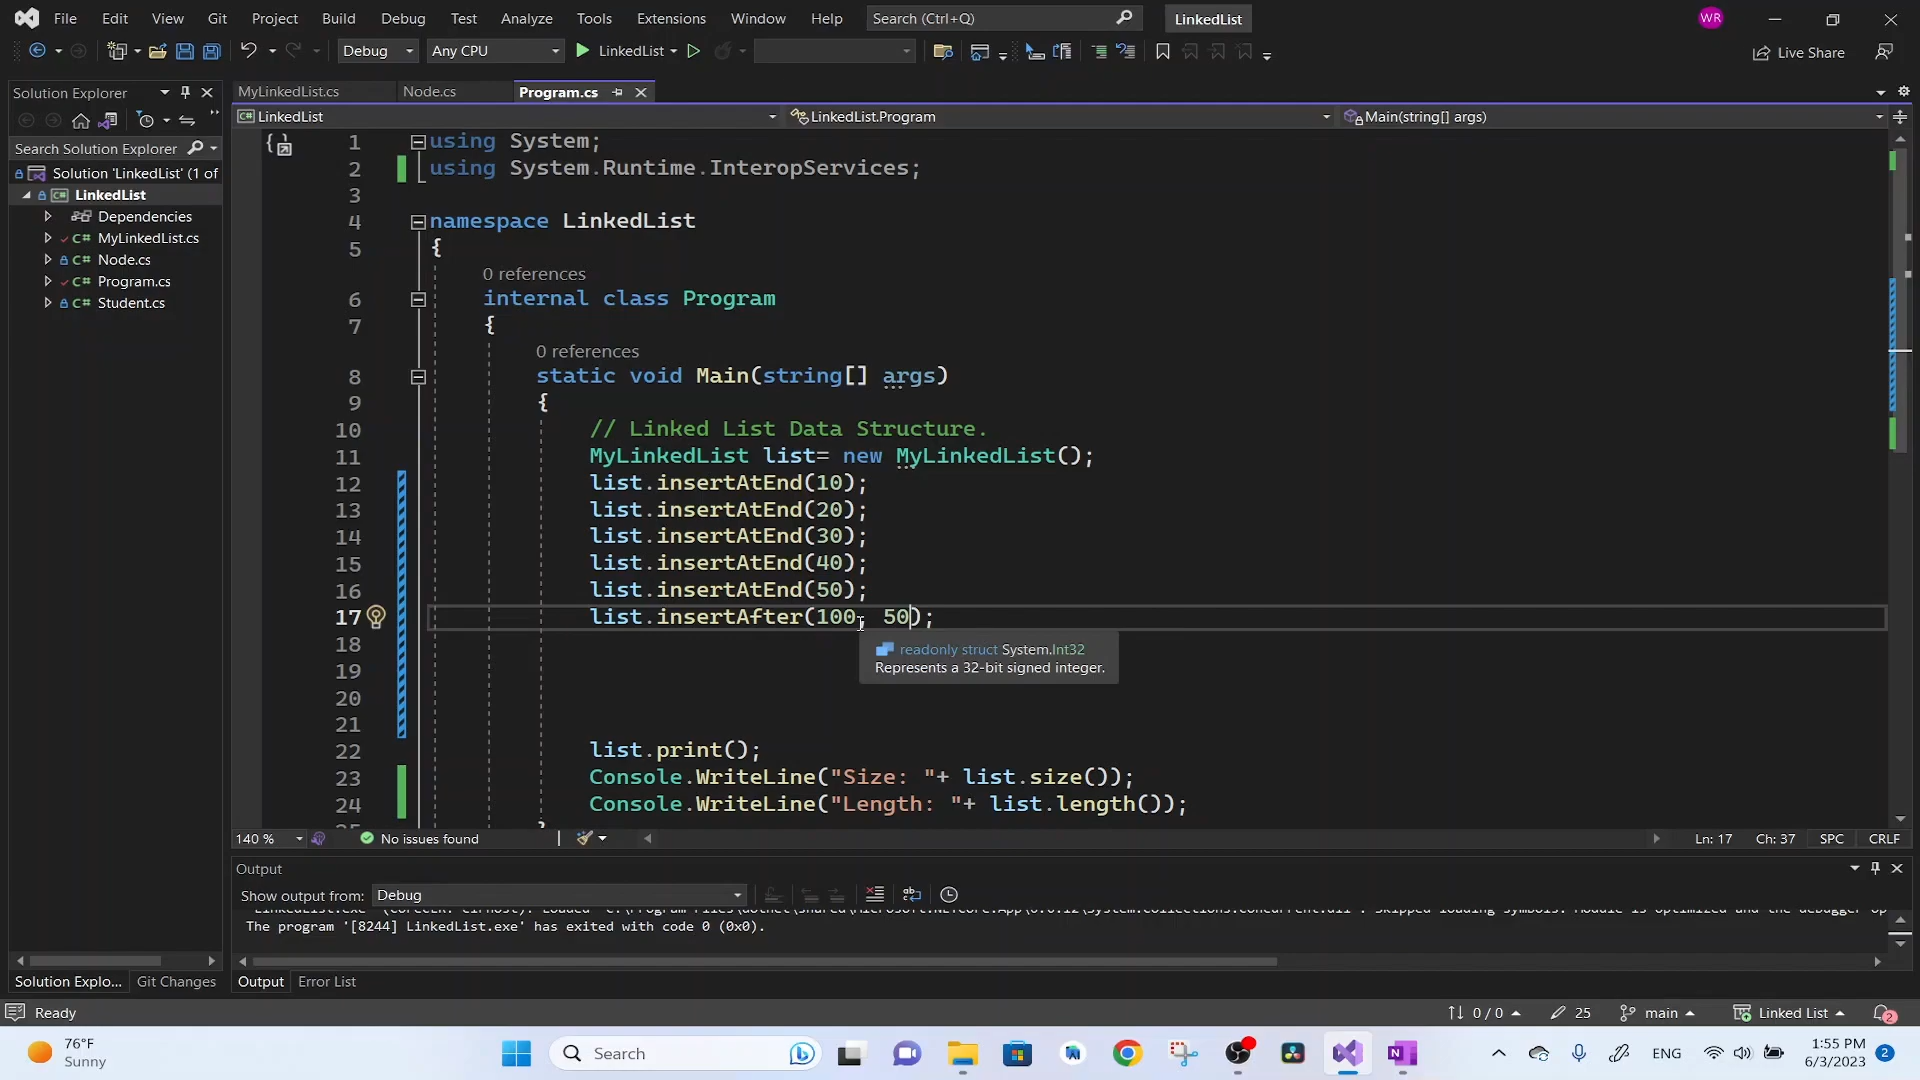 File Edit View Git Project Build Debug Test Analyze Tools Extensions Window Help Search (Ctrl+Q) LinkedList WR
Debug Any CPU LinkedList Live Share
Solution Explorer
Search Solution Explorer
Solution 'LinkedList' (1 of
LinkedList
Dependencies
C# MyLinkedList.cs
C# Node.cs
C# Program.cs
C# Student.cs
MyLinkedList.cs Node.cs Program.cs
C# LinkedList LinkedList.Program Main(string[] args)
1 using System;
2 using System.Runtime.InteropServices;
3
4 namespace LinkedList
5 {
0 references
6 internal class Program
7 {
0 references
8 static void Main(string[] args)
9 {
10 // Linked List Data Structure.
11 MyLinkedList list= new MyLinkedList();
12 list.insertAtEnd(10);
13 list.insertAtEnd(20);
14 list.insertAtEnd(30);
15 list.insertAtEnd(40);
16 list.insertAtEnd(50);
17 list.insertAfter(100, 50);
18
readonly struct System.Int32
19
Represents a 32-bit signed integer.
20
21
22 list.print();
23 Console.WriteLine("Size: "+ list.size());
24 Console.WriteLine("Length: "+ list.length());
140 % No issues found Ln: 17 Ch: 37 SPC CRLF
Output
Show output from: Debug
The program '[8244] LinkedList.exe' has exited with code 0 (0x0).
Solution Explo... Git Changes Output Error List
Ready 0 / 0 25 main Linked List 2
76°F
Sunny
Search
ENG
1:55 PM
6/3/2023
2